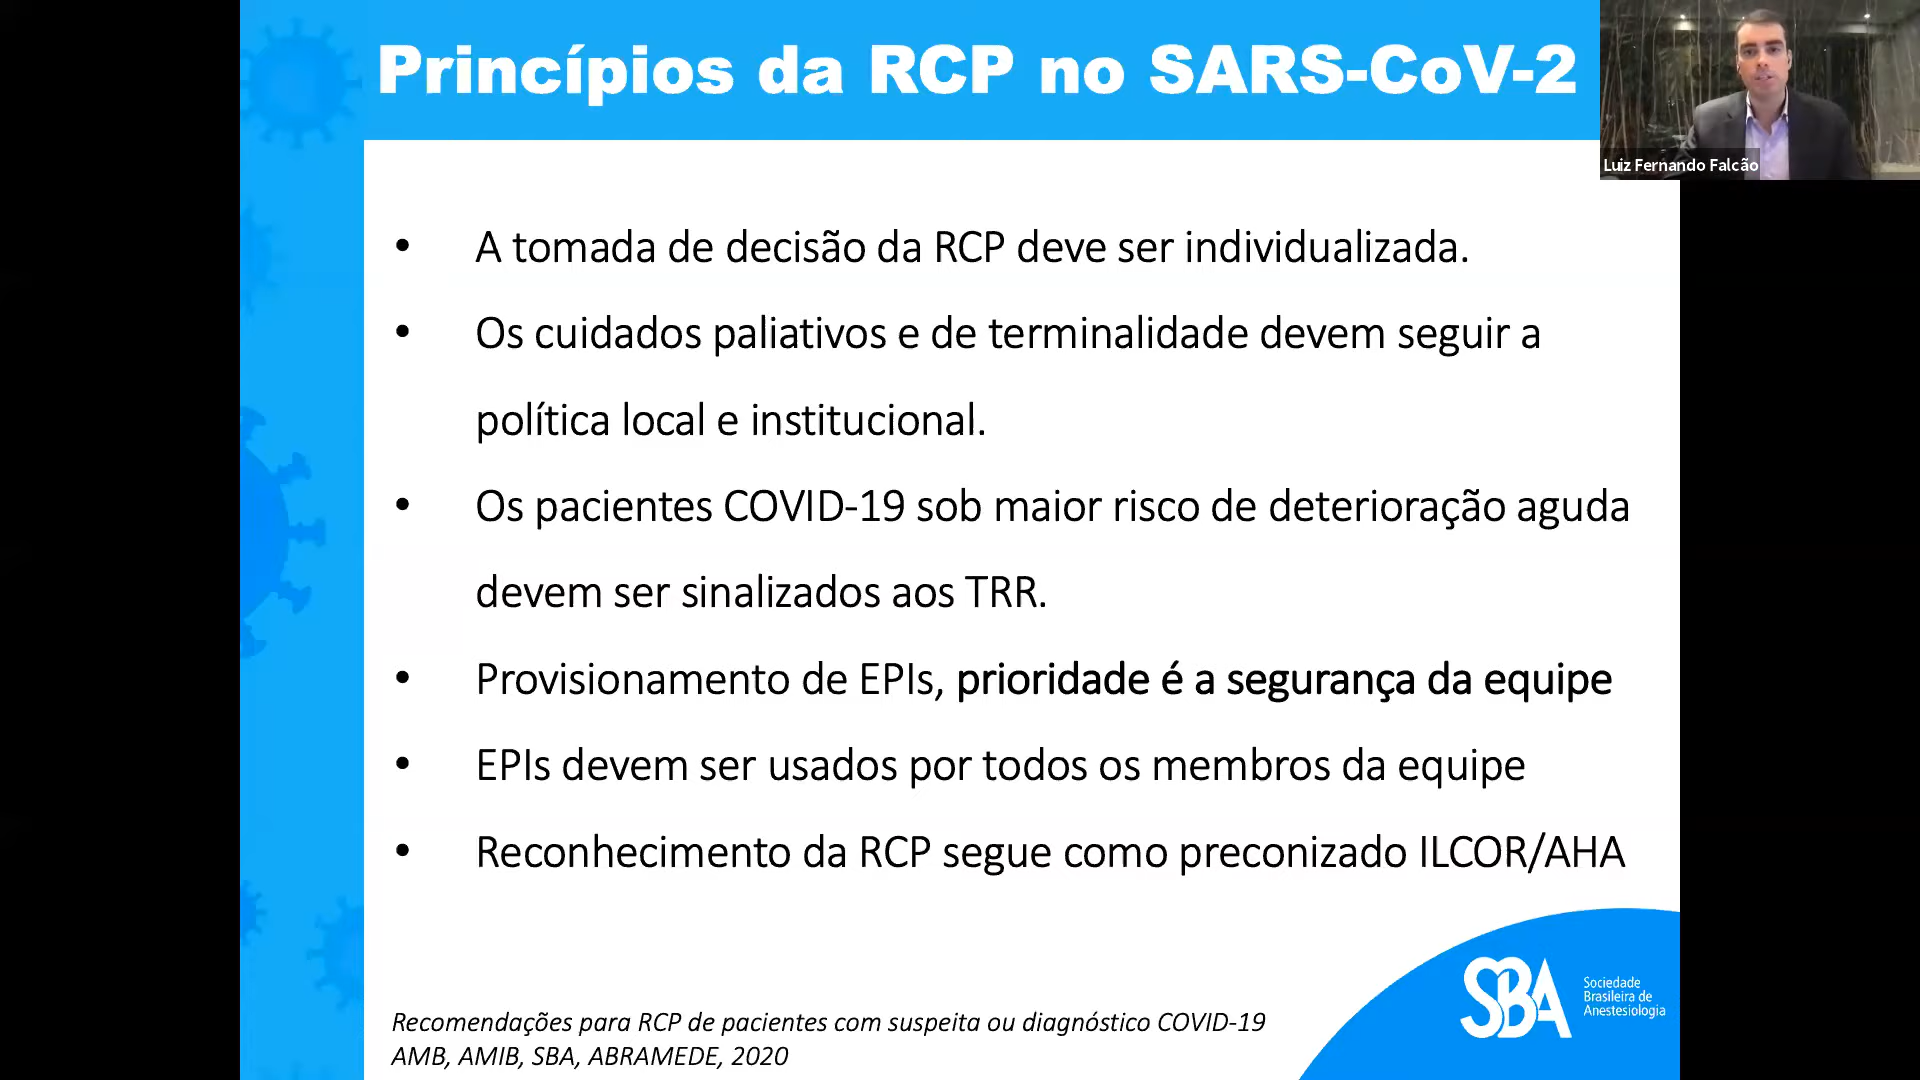 Princípios da RCP no SARS-CoV-2
Luiz Fernando Falcão
• A tomada de decisão da RCP deve ser individualizada.
• Os cuidados paliativos e de terminalidade devem seguir a
política local e institucional.
• Os pacientes COVID-19 sob maior risco de deterioração aguda
devem ser sinalizados aos TRR.
• Provisionamento de EPIs, prioridade é a segurança da equipe
• EPIs devem ser usados por todos os membros da equipe
• Reconhecimento da RCP segue como preconizado ILCOR/AHA
SBA
Sociedade
Brasileira de
Anestesiologia
Recomendações para RCP de pacientes com suspeita ou diagnóstico COVID-19
AMB, AMIB, SBA, ABRAMEDE, 2020